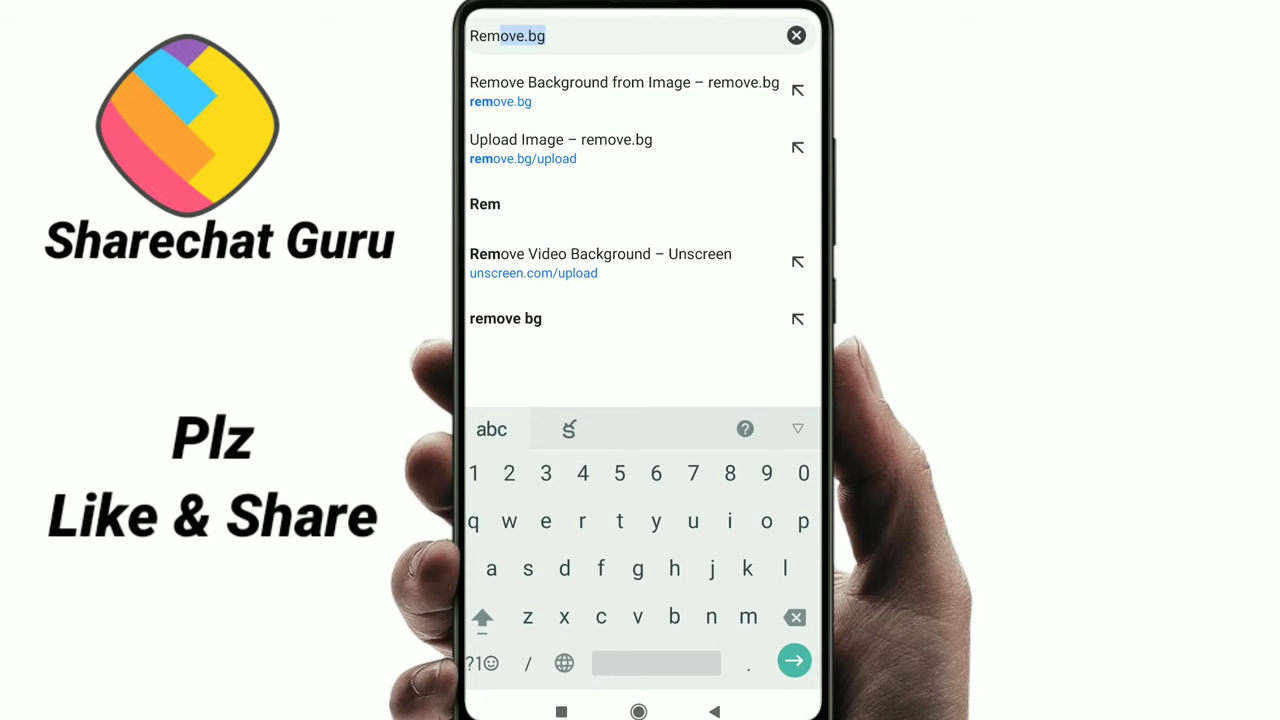 Remove.bg
Remove Background from Image – remove.bg
remove.bg
Upload Image – remove.bg
remove.bg/upload
Rem
Remove Video Background – Unscreen
unscreen.com/upload
remove bg
Sharechat Guru
Plz
Like & Share
abc క
1 2 3 4 5 6 7 8 9 0
q w e r t y u i o p
a s d f g h j k l
z x c v b n m
?1☺ / .